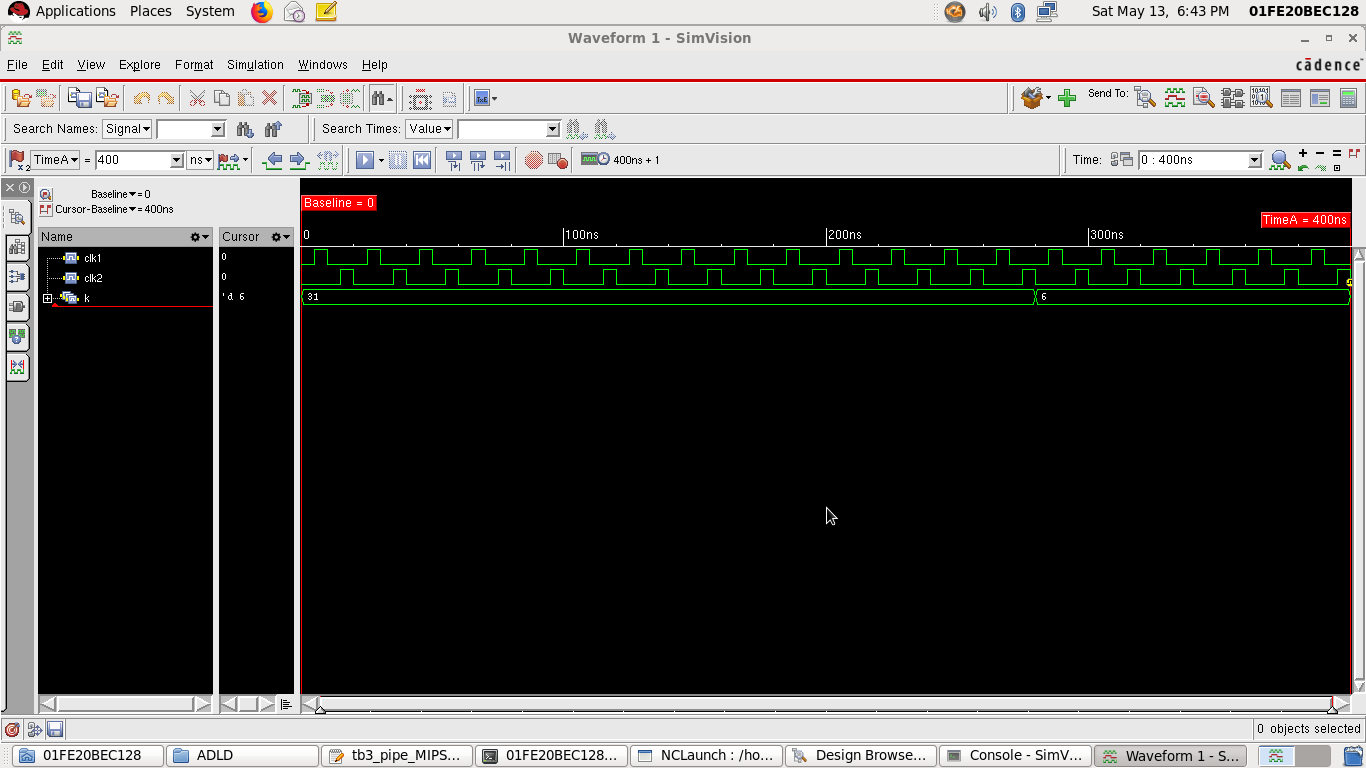 Applications Places System Sat May 13, 6:43 PM 01FE20BEC128
Waveform 1 - SimVision
File Edit View Explore Format Simulation Windows Help cādence
Send To:
Search Names: Signal Search Times: Value
TimeA = 400 ns 400ns + 1 Time: 0 : 400ns
Baseline = 0
Cursor-Baseline = 400ns
Baseline = 0
TimeA = 400ns
Name Cursor 0 100ns 200ns 300ns
clk1 0
clk2 0
k 'd 6 31 6
0 objects selected
01FE20BEC128 ADLD tb3_pipe_MIPS... 01FE20BEC128... NCLaunch : /ho... Design Browse... Console - SimV... Waveform 1 - S...